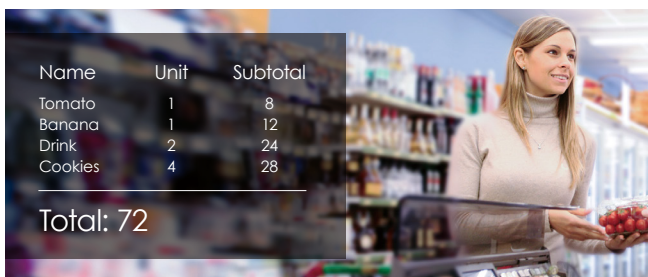 Name Unit Subtotal
Tomato 1 8
Banana 1 12
Drink 2 24
Cookies 4 28
Total: 72